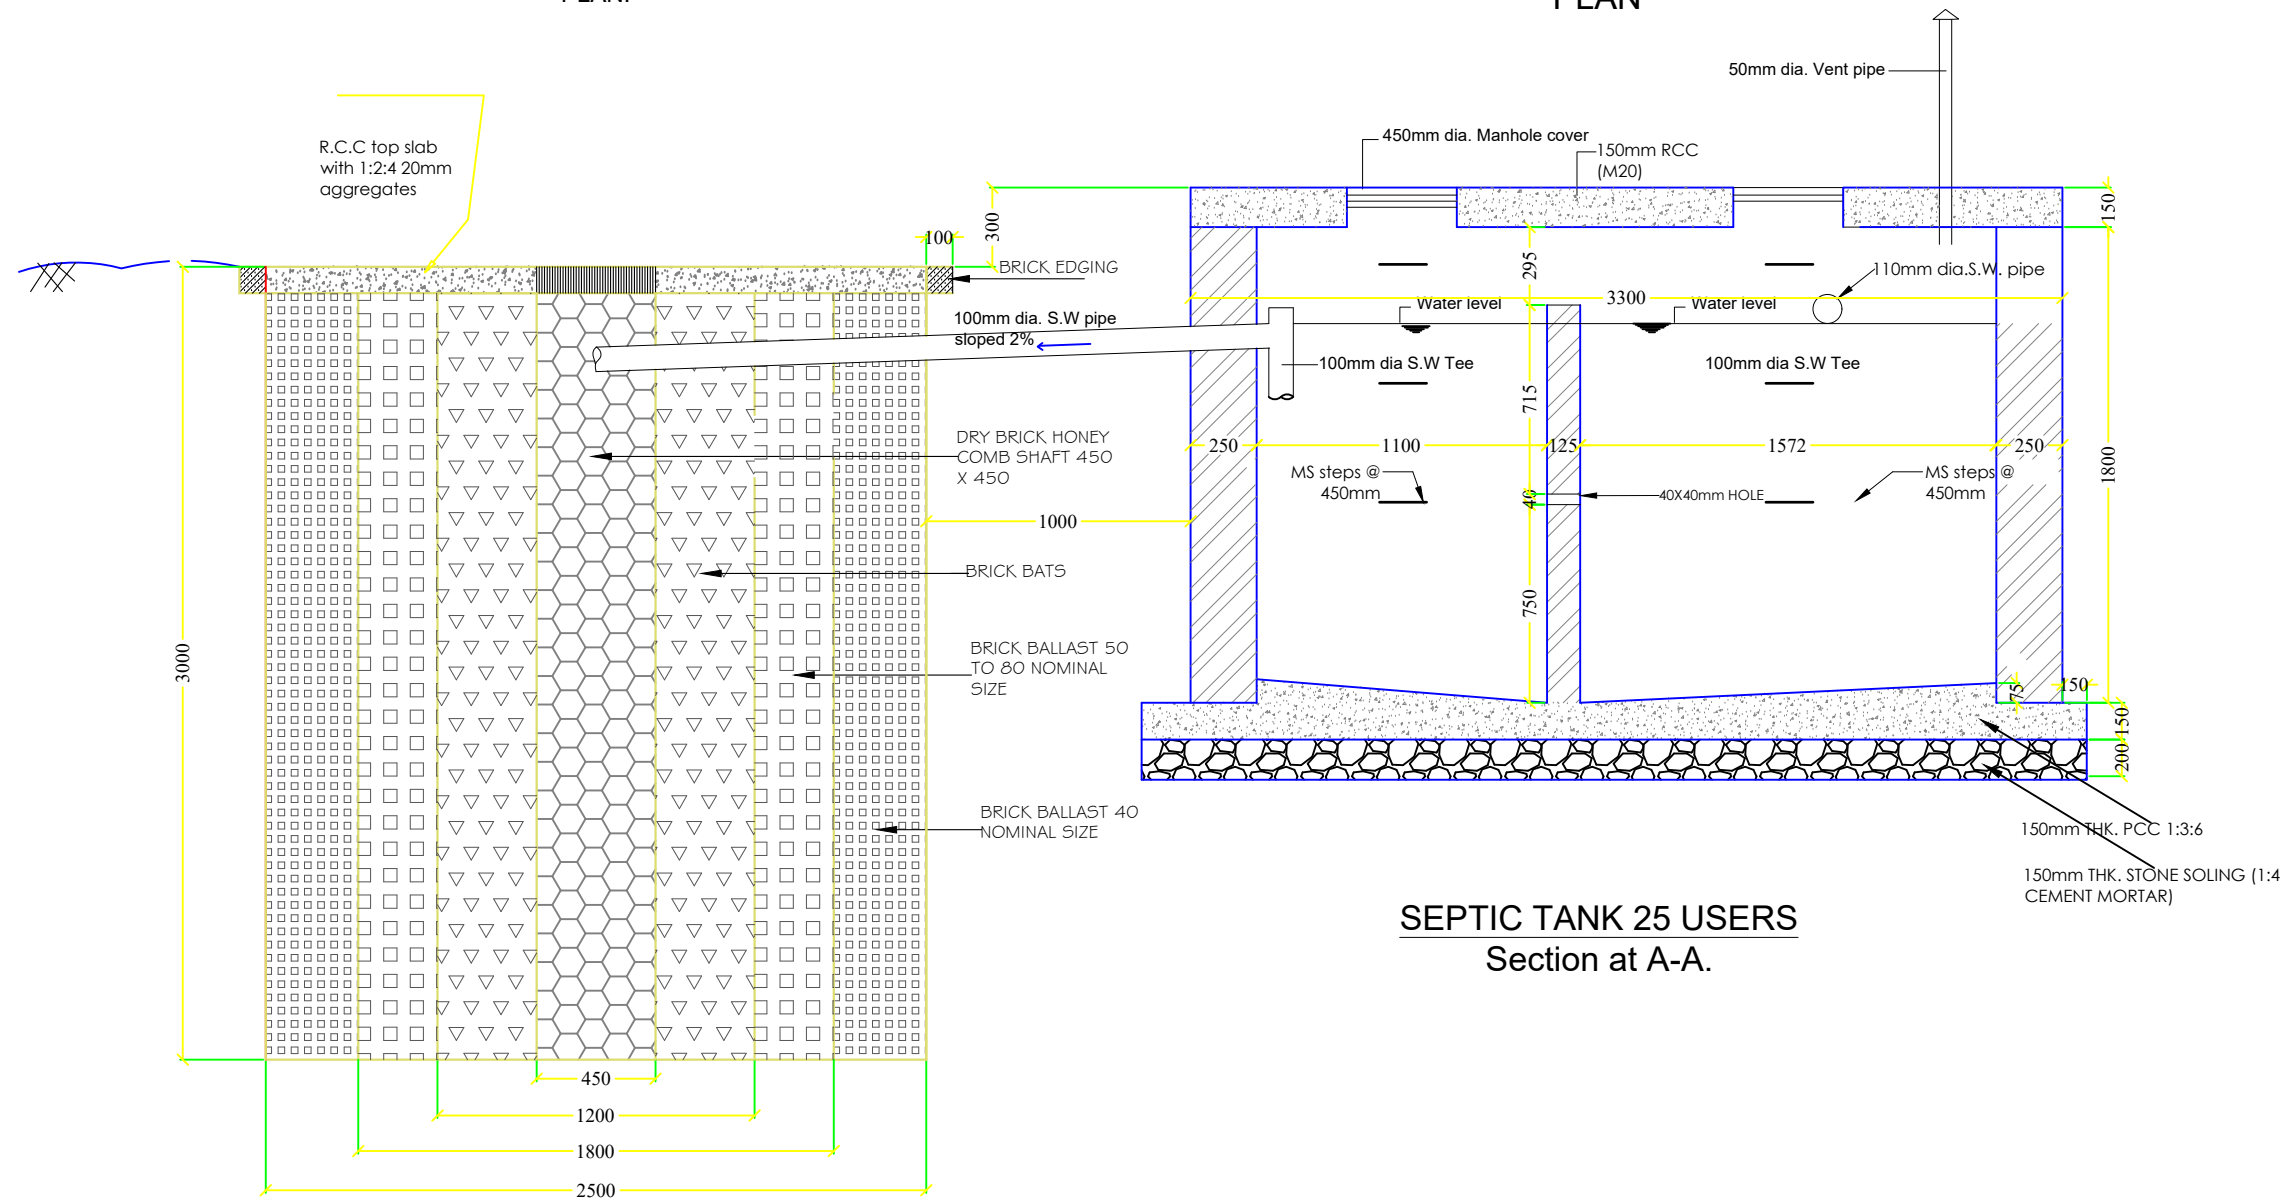 PLAN.
PLAN
50mm dia. Vent pipe
450mm dia. Manhole cover
150mm RCC
(M20)
R.C.C top slab
with 1:2:4 20mm
aggregates
150
300
100
295
BRICK EDGING
110mm dia.S.W. pipe
3300
Water level
Water level
100mm dia. S.W pipe
sloped 2%
100mm dia S.W Tee
100mm dia S.W Tee
715
DRY BRICK HONEY
COMB SHAFT 450
X 450
250
1100
125
1572
250
1800
MS steps @
450mm
40
40X40mm HOLE
MS steps @
450mm
1000
BRICK BATS
750
3000
BRICK BALLAST 50
TO 80 NOMINAL
SIZE
75
150
150
200
BRICK BALLAST 40
NOMINAL SIZE
150mm THK. PCC 1:3:6
150mm THK. STONE SOLING (1:4
CEMENT MORTAR)
SEPTIC TANK 25 USERS
Section at A-A.
450
1200
1800
2500